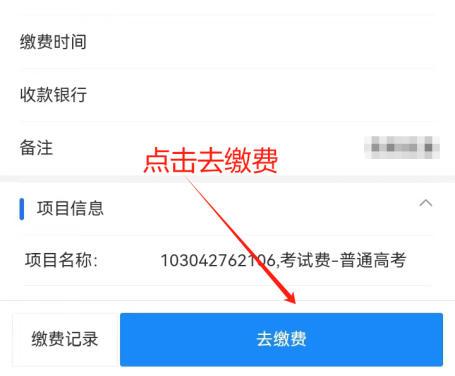 缴费时间
收款银行
备注
点击去缴费
项目信息
项目名称: 103042762106,考试费-普通高考
缴费记录 去缴费